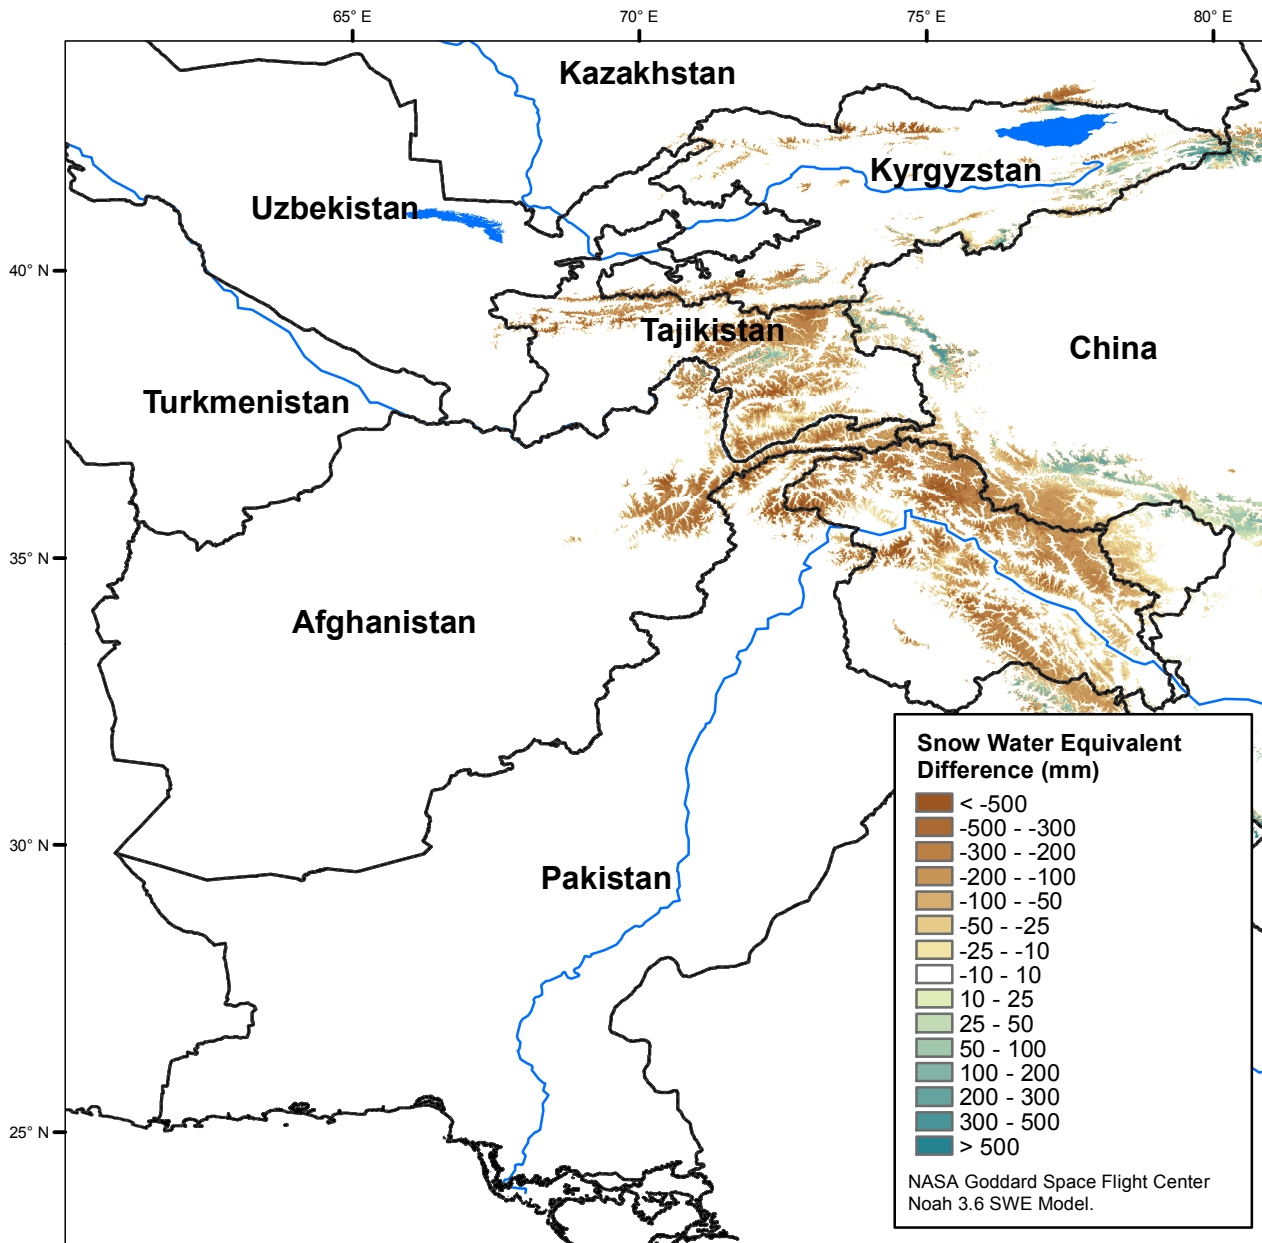 65° E
70° E
75° E
80° E
Kazakhstan
Kyrgyzstan
Uzbekistan
40° N
Tajikistan
China
Turkmenistan
35° N
Afghanistan
30° N
Pakistan
25° N
Snow Water Equivalent
Difference (mm)
< -500
-500 - -300
-300 - -200
-200 - -100
-100 - -50
-50 - -25
-25 - -10
-10 - 10
10 - 25
25 - 50
50 - 100
100 - 200
200 - 300
300 - 500
> 500
NASA Goddard Space Flight Center
Noah 3.6 SWE Model.